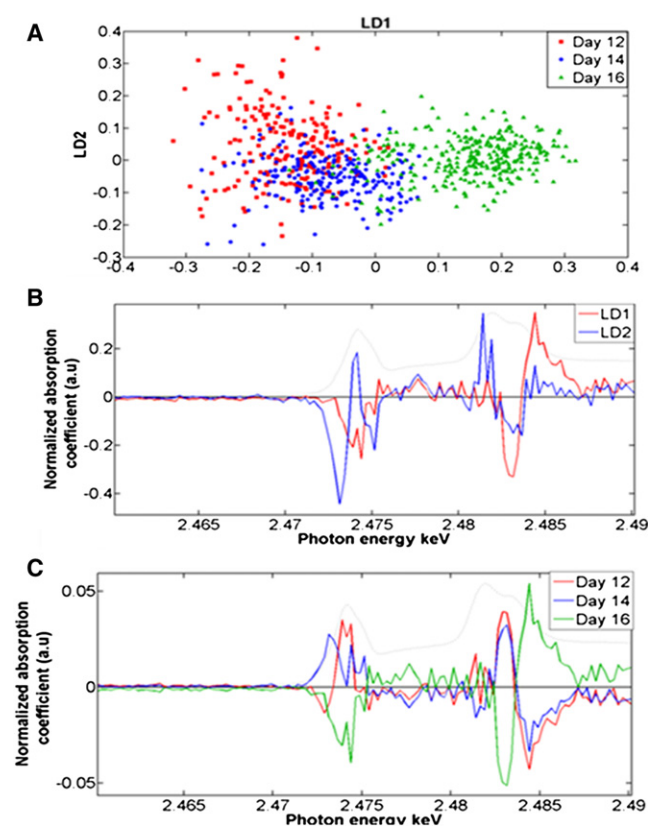 A
LD1
0.4
0.3
0.2
0.1
0
-0.1
-0.2
-0.3
LD2
Day 12
Day 14
Day 16
-0.4
-0.3
-0.2
-0.1
0
0.1
0.2
0.3
0.4
B
Normalized absorption
coefficient (a.u)
0.2
0
-0.2
-0.4
LD1
LD2
2.465
2.47
2.475
2.48
2.485
2.49
Photon energy keV
C
Normalized absorption
coefficient (a.u)
0.05
0
-0.05
Day 12
Day 14
Day 16
2.465
2.47
2.475
2.48
2.485
2.49
Photon energy keV